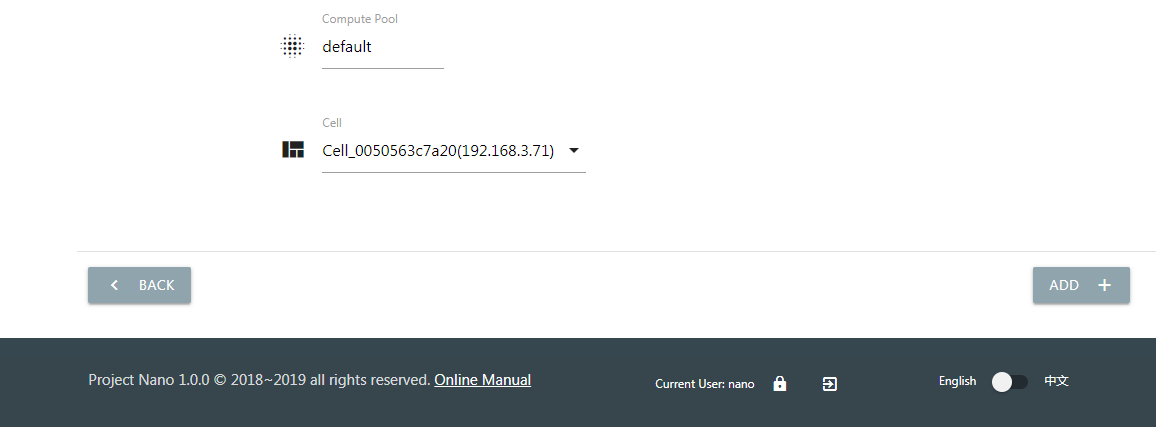 Compute Pool
default
Cell
Cell_0050563c7a20(192.168.3.71)
BACK
ADD
Project Nano 1.0.0 © 2018~2019 all rights reserved. Online Manual
Current User: nano
English 中文